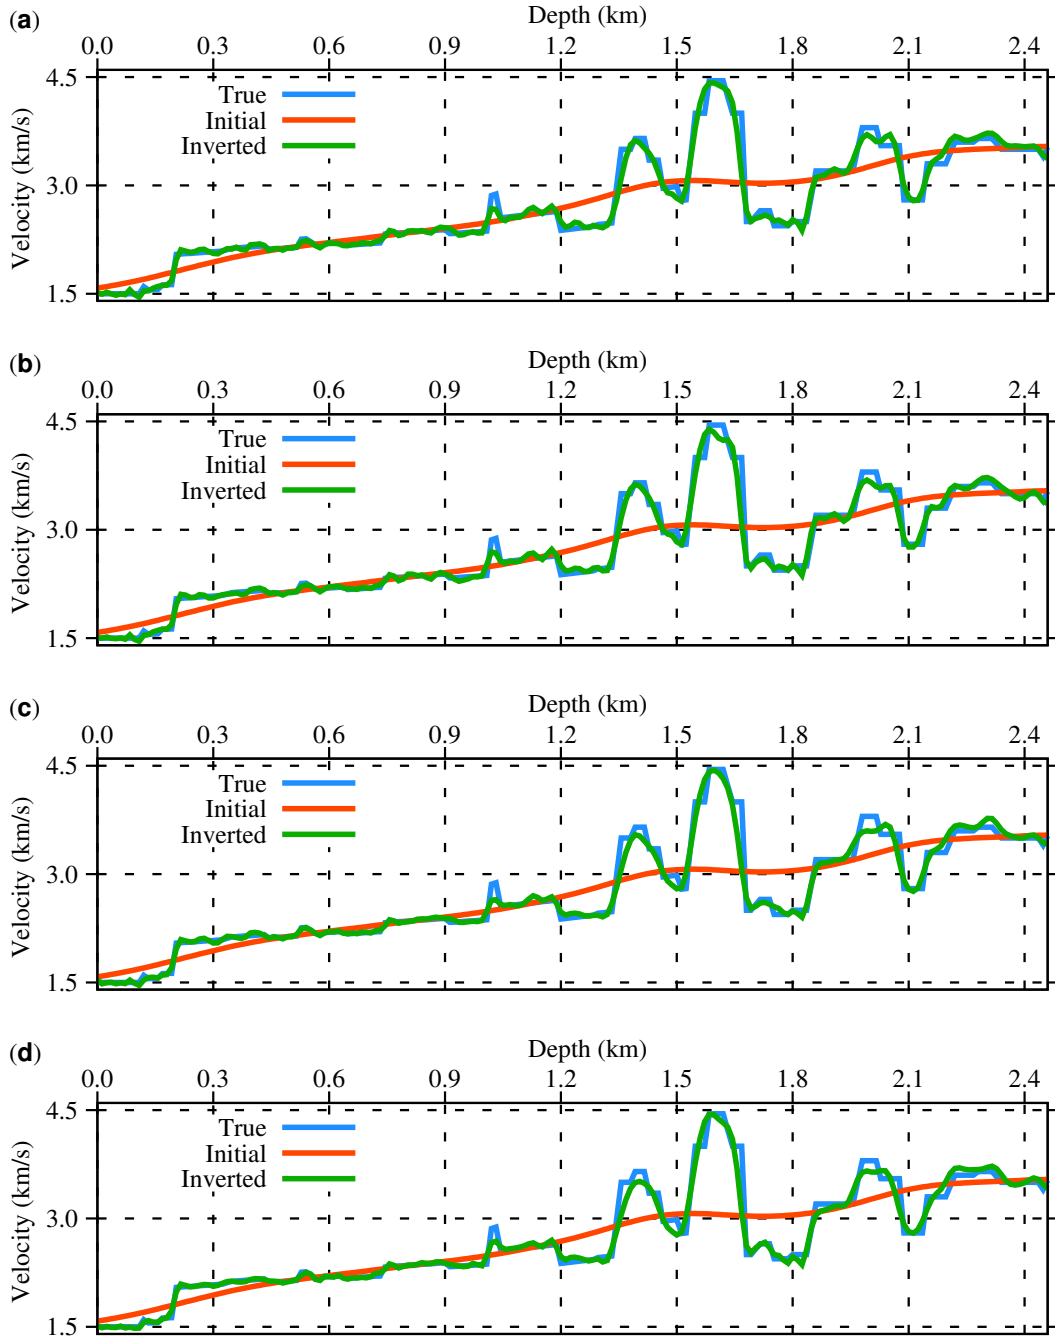 (a)
Depth (km)
0.0 0.3 0.6 0.9 1.2 1.5 1.8 2.1 2.4
Velocity (km/s)
4.5
3.0
1.5
True
Initial
Inverted
(b)
Depth (km)
0.0 0.3 0.6 0.9 1.2 1.5 1.8 2.1 2.4
Velocity (km/s)
4.5
3.0
1.5
True
Initial
Inverted
(c)
Depth (km)
0.0 0.3 0.6 0.9 1.2 1.5 1.8 2.1 2.4
Velocity (km/s)
4.5
3.0
1.5
True
Initial
Inverted
(d)
Depth (km)
0.0 0.3 0.6 0.9 1.2 1.5 1.8 2.1 2.4
Velocity (km/s)
4.5
3.0
1.5
True
Initial
Inverted